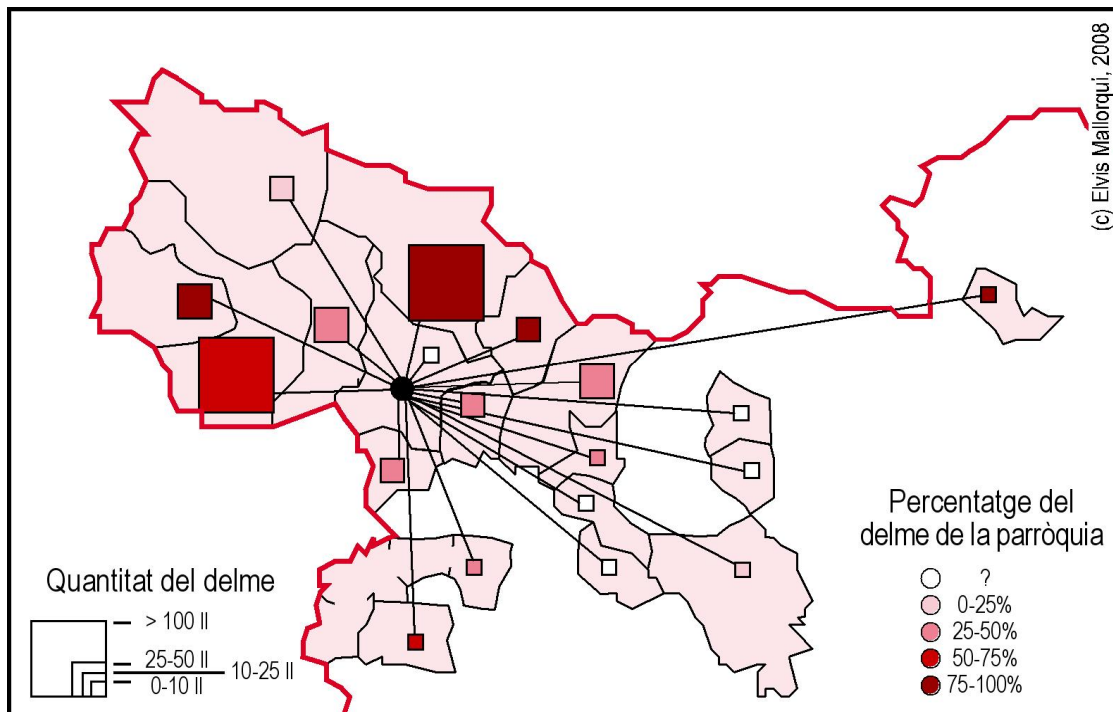 (c) Elvis Mallorqui, 2008
Quantitat del delme
> 100 ll
25-50 ll
10-25 ll
0-10 ll
Percentatge del
delme de la parròquia
?
0-25%
25-50%
50-75%
75-100%